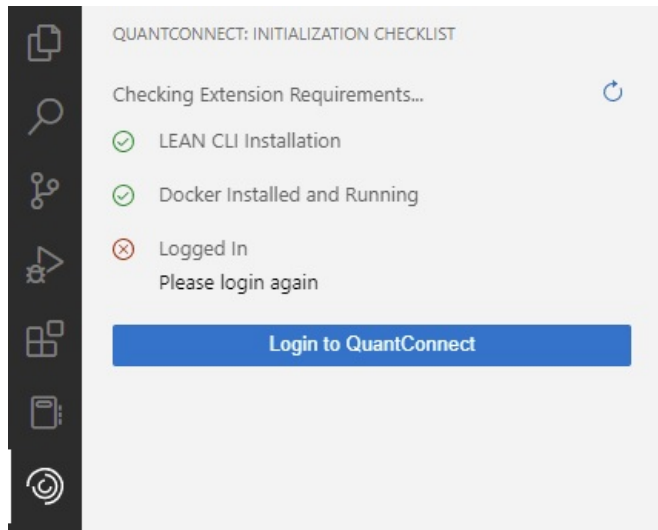 QUANTCONNECT: INITIALIZATION CHECKLIST
Checking Extension Requirements...
LEAN CLI Installation
Docker Installed and Running
Logged In
Please login again
Login to QuantConnect